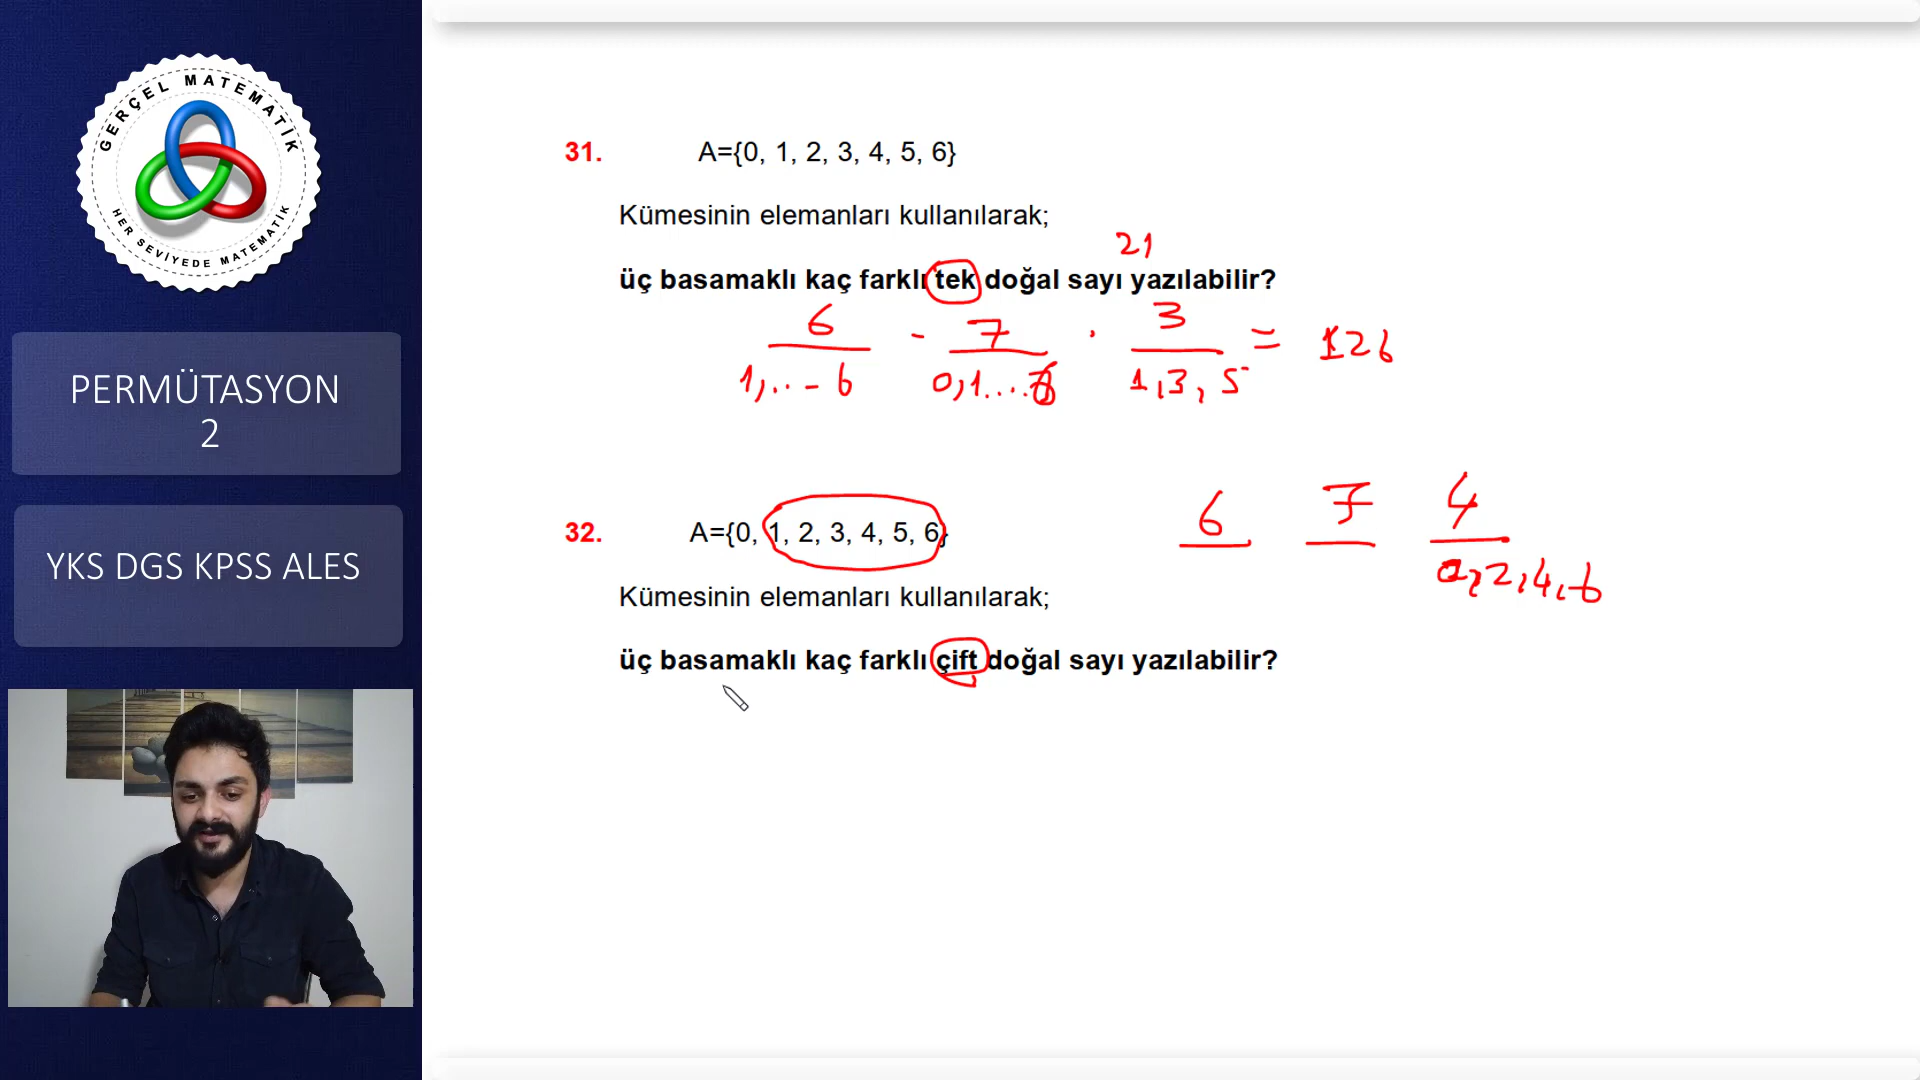 GERÇEL MATEMATİK
HER SEVİYEDE MATEMATİK
PERMÜTASYON
2
YKS DGS KPSS ALES
31. A={0, 1, 2, 3, 4, 5, 6}
Kümesinin elemanları kullanılarak;
21
üç basamaklı kaç farklı tek doğal sayı yazılabilir?
6 · 7 · 3 = 126
1,..- 6 0,1....6 1,3,5
32. A={0, 1, 2, 3, 4, 5, 6}
6 7 4
0,2,4,6
Kümesinin elemanları kullanılarak;
üç basamaklı kaç farklı çift doğal sayı yazılabilir?